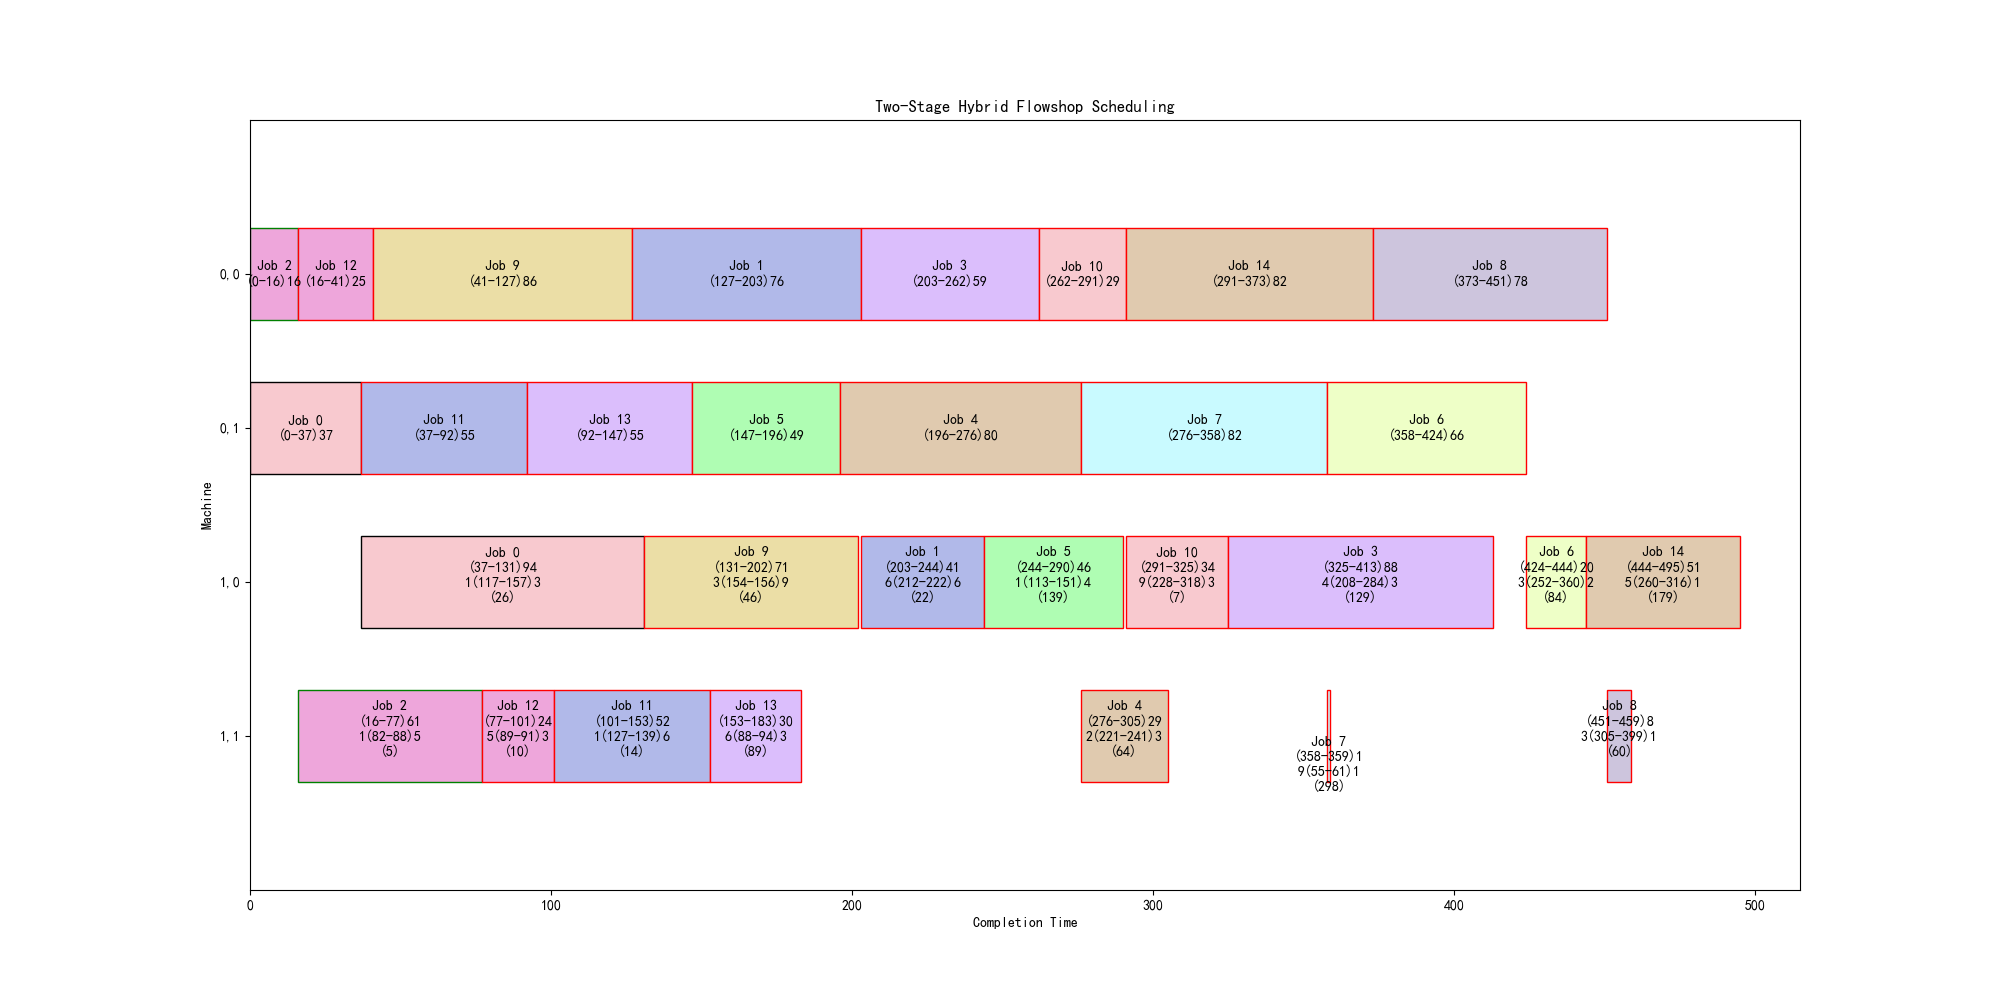 Two-Stage Hybrid Flowshop Scheduling
Machine
0,0
Job 2
(0-16)16
Job 12
(16-41)25
Job 9
(41-127)86
Job 1
(127-203)76
Job 3
(203-262)59
Job 10
(262-291)29
Job 14
(291-373)82
Job 8
(373-451)78
0,1
Job 0
(0-37)37
Job 11
(37-92)55
Job 13
(92-147)55
Job 5
(147-196)49
Job 4
(196-276)80
Job 7
(276-358)82
Job 6
(358-424)66
1,0
Job 0
(37-131)94
1(117-157)3
(26)
Job 9
(131-202)71
3(154-156)9
(46)
Job 1
(203-244)41
6(212-222)6
(22)
Job 5
(244-290)46
1(113-151)4
(139)
Job 10
(291-325)34
9(228-318)3
(7)
Job 3
(325-413)88
4(208-284)3
(129)
Job 6
(424-444)20
3(252-360)2
(84)
Job 14
(444-495)51
5(260-316)1
(179)
1,1
Job 2
(16-77)61
1(82-88)5
(5)
Job 12
(77-101)24
5(89-91)3
(10)
Job 11
(101-153)52
1(127-139)6
(14)
Job 13
(153-183)30
6(88-94)3
(89)
Job 4
(276-305)29
2(221-241)3
(64)
Job 7
(358-359)1
9(55-61)1
(298)
Job 8
(451-459)8
3(305-399)1
(60)
0
100
200
300
400
500
Completion Time